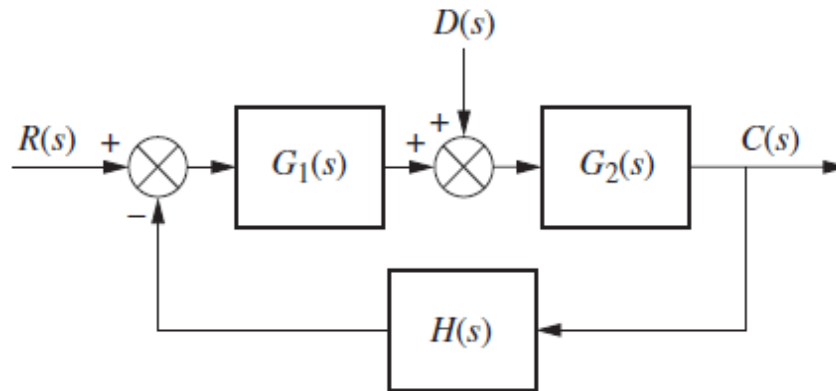 D(s)
R(s) + G₁(s) + + G₂(s) C(s)
−
H(s)